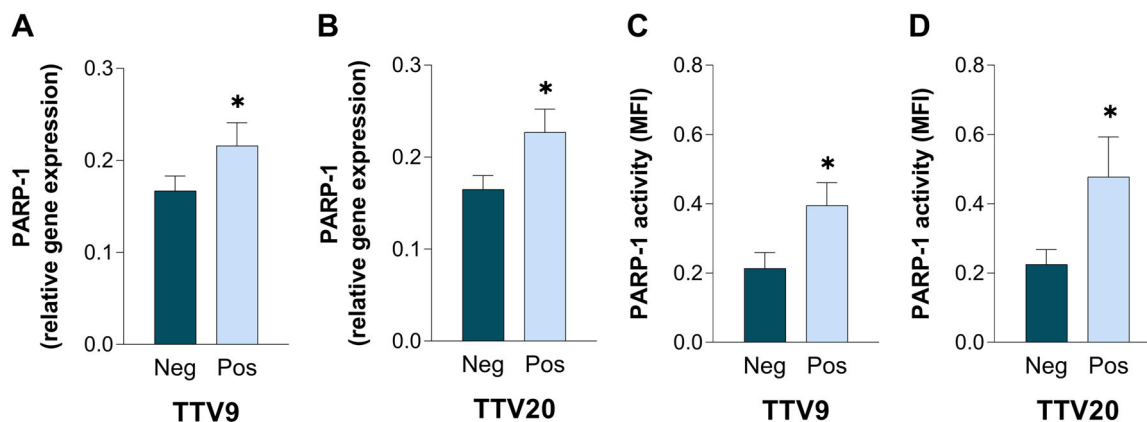 A
PARP-1
(relative gene expression)
0.3
0.2
0.1
0.0
*
Neg Pos
TTV9
B
PARP-1
(relative gene expression)
0.3
0.2
0.1
0.0
*
Neg Pos
TTV20
C
PARP-1 activity (MFI)
0.8
0.6
0.4
0.2
0.0
*
Neg Pos
TTV9
D
PARP-1 activity (MFI)
0.8
0.6
0.4
0.2
0.0
*
Neg Pos
TTV20